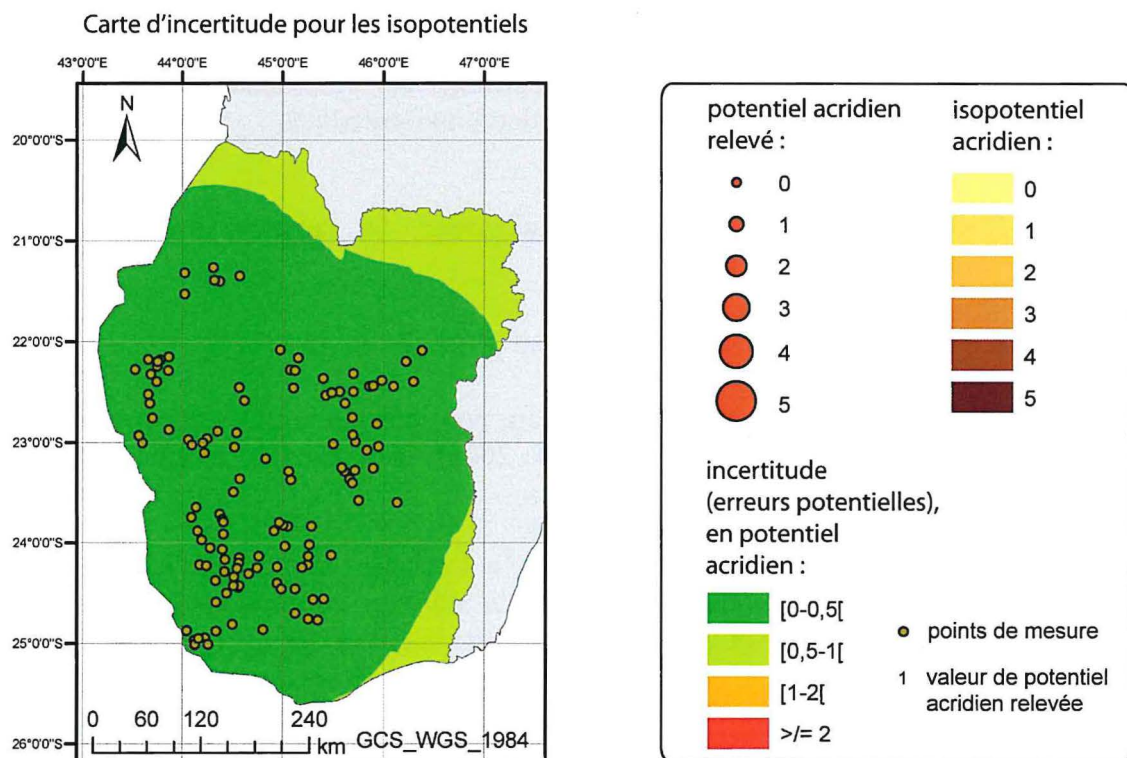 Carte d'incertitude pour les isopotentiels
43°0'0"E 44°0'0"E 45°0'0"E 46°0'0"E 47°0'0"E
N
20°0'0"S
21°0'0"S
22°0'0"S
23°0'0"S
24°0'0"S
25°0'0"S
26°0'0"S
0 60 120 240
km
GCS_WGS_1984
potentiel acridien
relevé :
0
1
2
3
4
5
isopotentiel
acridien :
0
1
2
3
4
5
incertitude
(erreurs potentielles),
en potentiel
acridien :
[0-0,5[
[0,5-1[
[1-2[
>/= 2
points de mesure
1 valeur de potentiel
acridien relevée